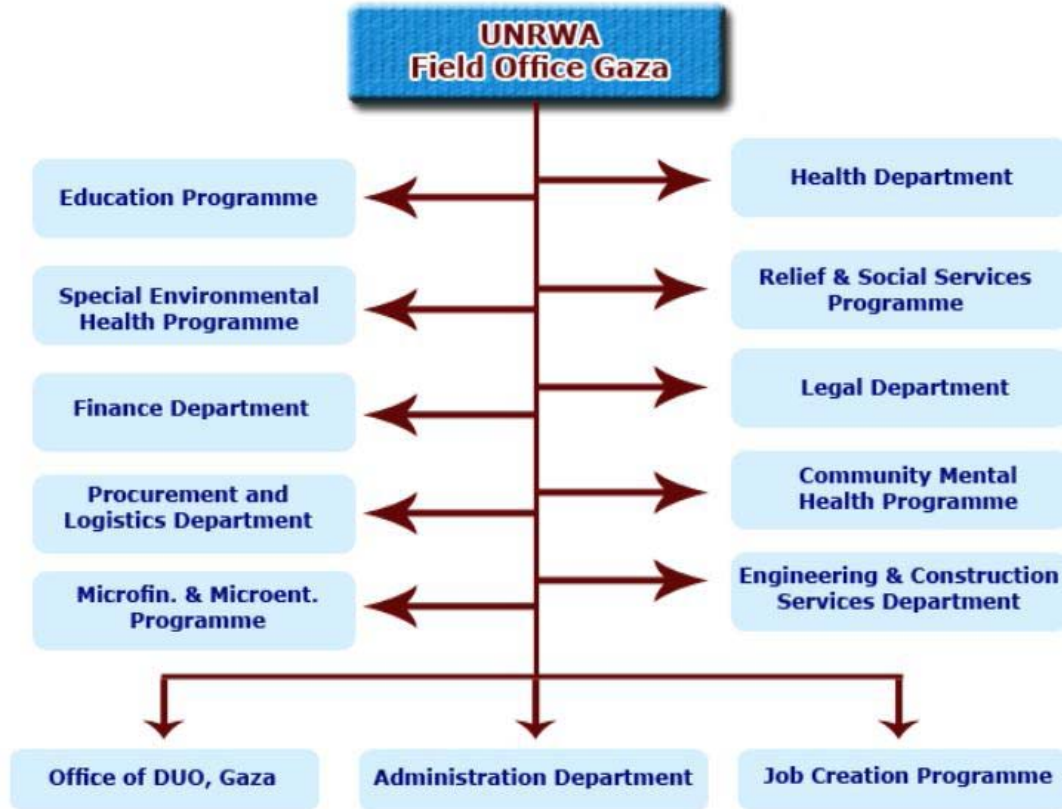 UNRWA
Field Office Gaza
Education Programme
Health Department
Special Environmental
Health Programme
Relief & Social Services
Programme
Finance Department
Legal Department
Procurement and
Logistics Department
Community Mental
Health Programme
Microfin. & Microent.
Programme
Engineering & Construction
Services Department
Office of DUO, Gaza
Administration Department
Job Creation Programme